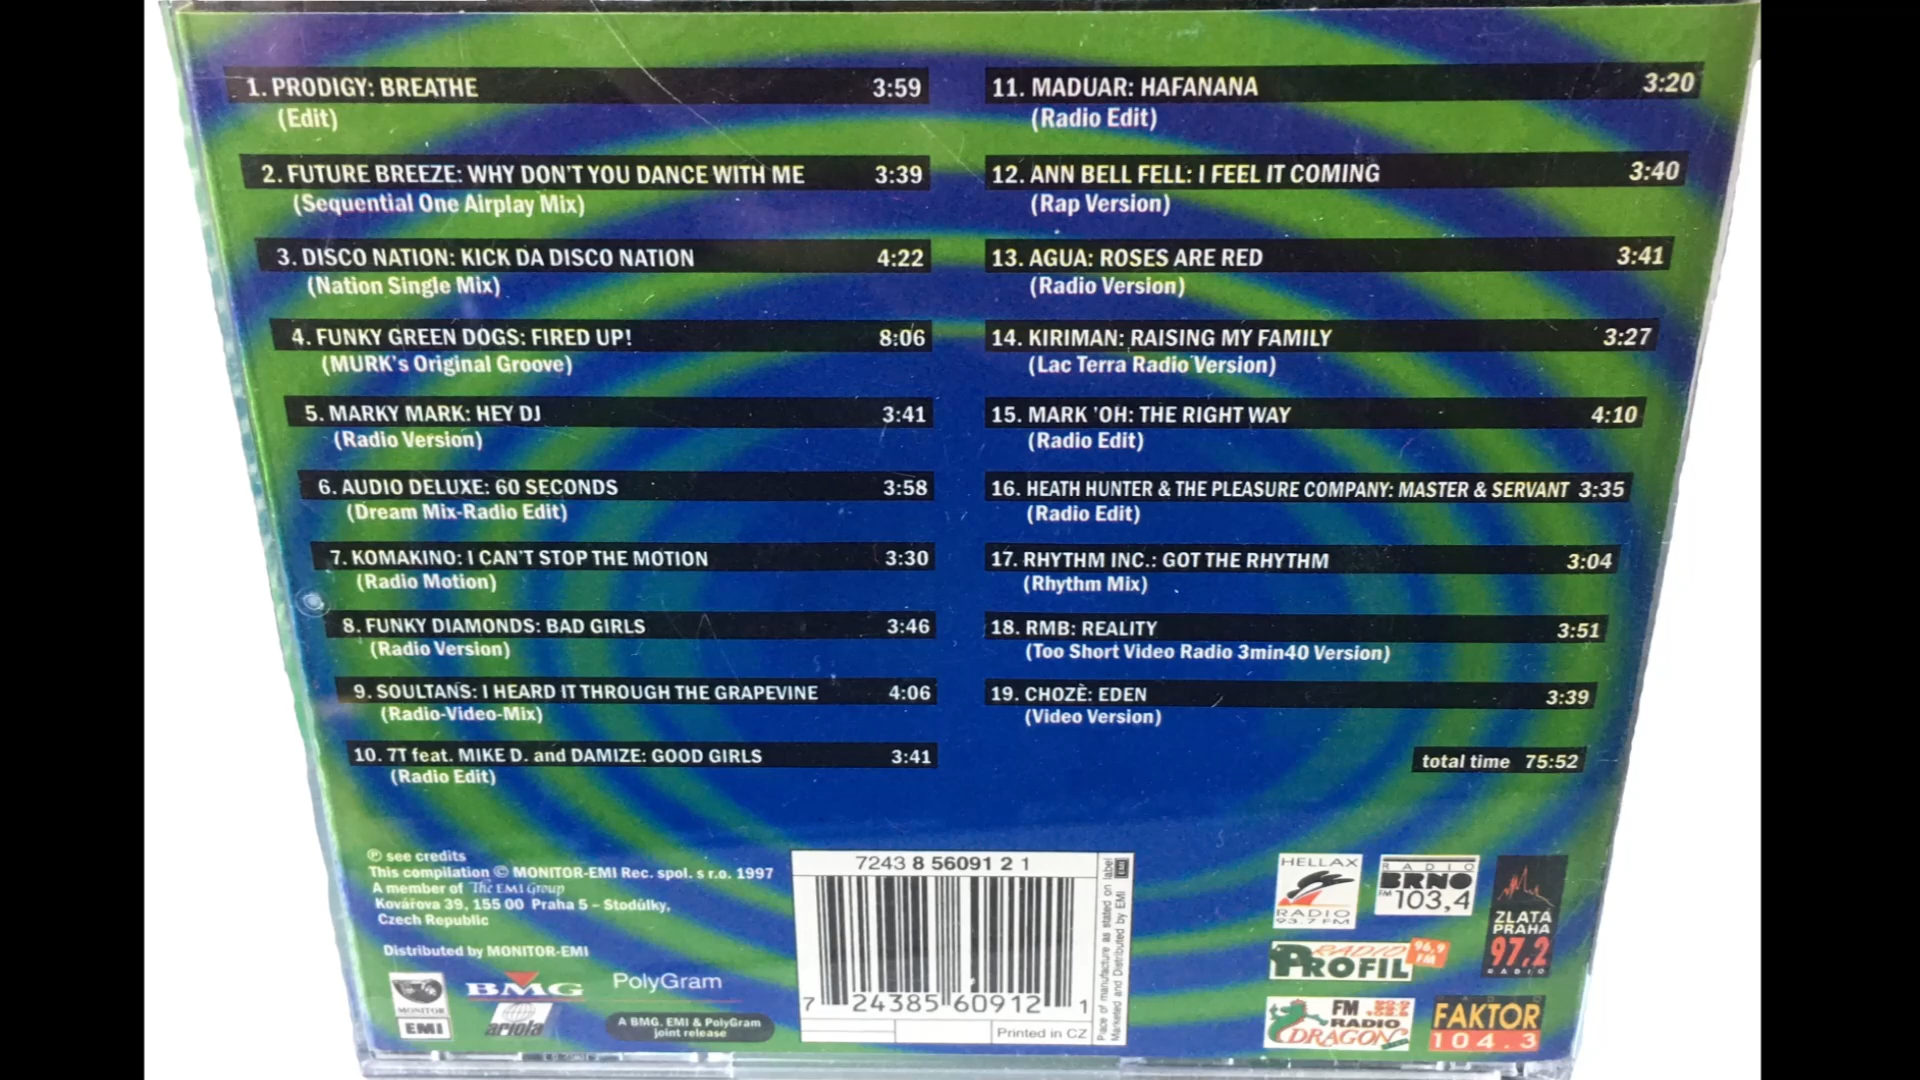 1. PRODIGY: BREATHE 3:59
(Edit)
2. FUTURE BREEZE: WHY DON'T YOU DANCE WITH ME 3:39
(Sequential One Airplay Mix)
3. DISCO NATION: KICK DA DISCO NATION 4:22
(Nation Single Mix)
4. FUNKY GREEN DOGS: FIRED UP! 8:06
(MURK's Original Groove)
5. MARKY MARK: HEY DJ 3:41
(Radio Version)
6. AUDIO DELUXE: 60 SECONDS 3:58
(Dream Mix-Radio Edit)
7. KOMAKINO: I CAN'T STOP THE MOTION 3:30
(Radio Motion)
8. FUNKY DIAMONDS: BAD GIRLS 3:46
(Radio Version)
9. SOULTANS: I HEARD IT THROUGH THE GRAPEVINE 4:06
(Radio-Video-Mix)
10. 7T feat. MIKE D. and DAMIZE: GOOD GIRLS 3:41
(Radio Edit)
11. MADUAR: HAFANANA 3:20
(Radio Edit)
12. ANN BELL FELL: I FEEL IT COMING 3:40
(Rap Version)
13. AGUA: ROSES ARE RED 3:41
(Radio Version)
14. KIRIMAN: RAISING MY FAMILY 3:27
(Lac Terra Radio Version)
15. MARK 'OH: THE RIGHT WAY 4:10
(Radio Edit)
16. HEATH HUNTER & THE PLEASURE COMPANY: MASTER & SERVANT 3:35
(Radio Edit)
17. RHYTHM INC.: GOT THE RHYTHM 3:04
(Rhythm Mix)
18. RMB: REALITY 3:51
(Too Short Video Radio 3min40 Version)
19. CHOZÈ: EDEN 3:39
(Video Version)
total time 75:52
Ⓟ see credits
This compilation © MONITOR-EMI Rec. spol. s r.o. 1997
A member of The EMI Group
Kovářova 39, 155 00 Praha 5 – Stodůlky,
Czech Republic
Distributed by MONITOR-EMI
MONITOR
EMI
BMG
ariola
PolyGram
A BMG, EMI & PolyGram
joint release
7243 8 56091 2 1
7 24385 60912 1
Printed in CZ
Place of manufacture as stated on label
Marketed and Distributed by EMI
HELLAX
RADIO
93.7 FM
RADIO
BRNO
FM 103,4
ZLATA
PRAHA
97,2
RADIO
RADIO 96,9
PROFIL FM
FM
RADIO
DRAGON
RADIO
FAKTOR
104.3